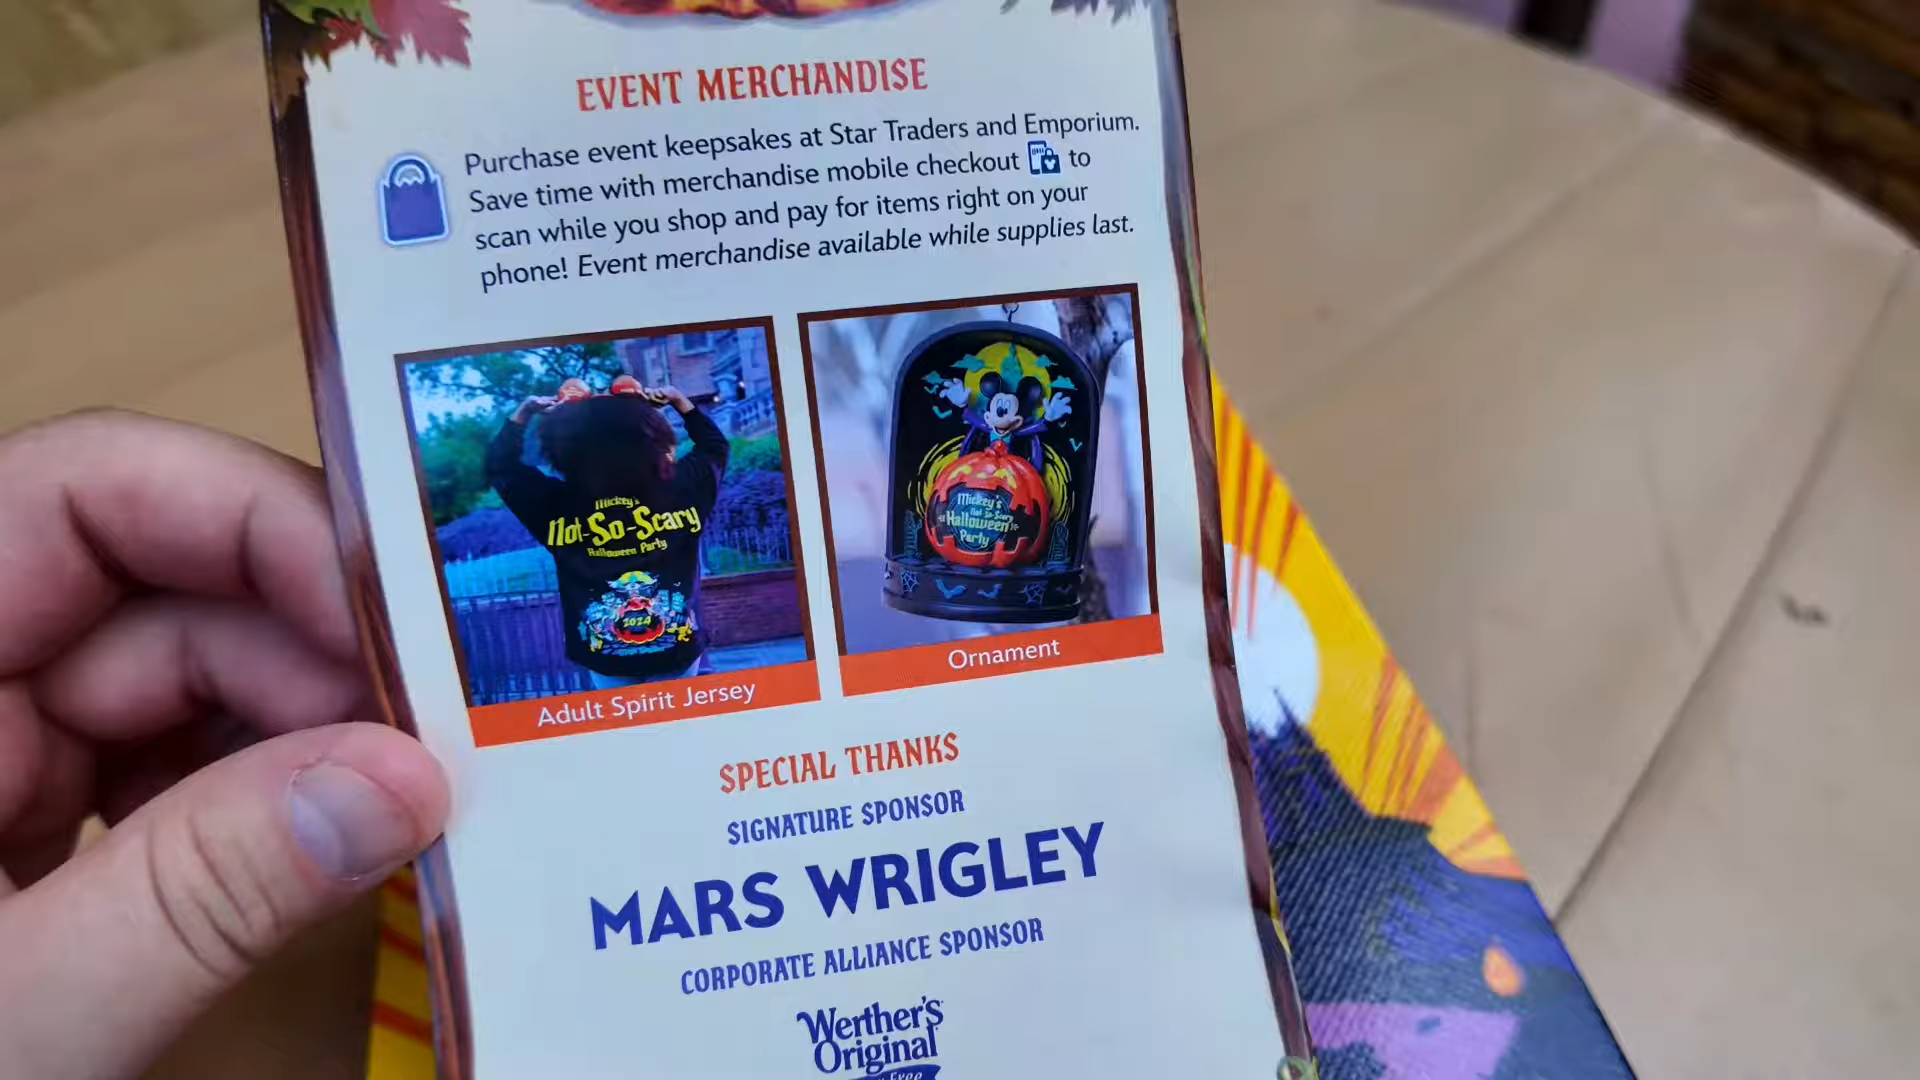 EVENT MERCHANDISE
Purchase event keepsakes at Star Traders and Emporium.
Save time with merchandise mobile checkout to
scan while you shop and pay for items right on your
phone! Event merchandise available while supplies last.
Mickey's
Not-So-Scary
Halloween Party
2024
Adult Spirit Jersey
Mickey's
Not-So-Scary
Halloween
Party
Ornament
SPECIAL THANKS
SIGNATURE SPONSOR
MARS WRIGLEY
CORPORATE ALLIANCE SPONSOR
Werther's
Original
Free